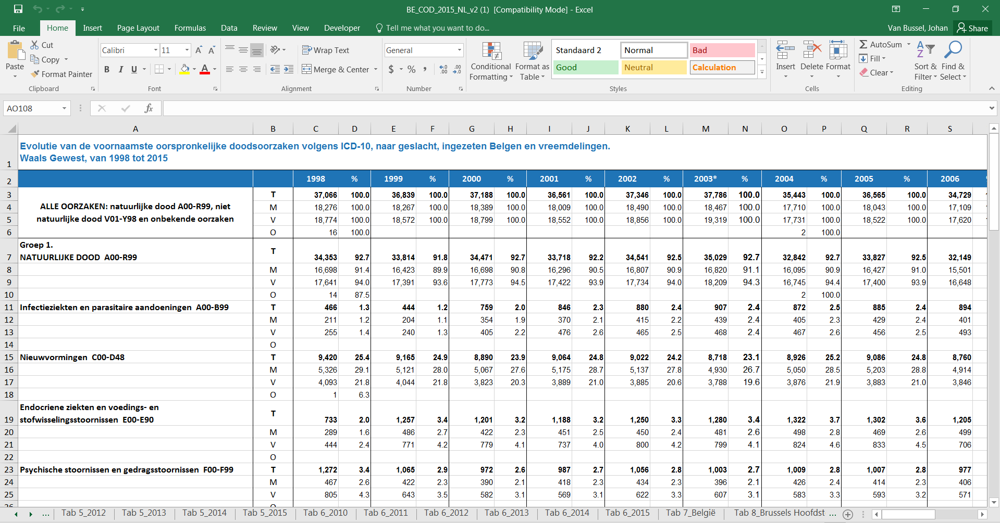 BE_COD_2015_NL_v2 (1) [Compatibility Mode] - Excel
File Home Insert Page Layout Formulas Data Review View Developer Tell me what you want to do... Van Bussel, Johan Share
Paste Cut Copy Format Painter Clipboard
Calibri 11 A A B I U A Font
Wrap Text Merge & Center Alignment
General $ % , Number
Conditional Formatting Format as Table
Standaard 2 Normal Bad
Good Neutral Calculation
Styles
Insert Delete Format Cells
AutoSum Fill Clear Sort & Filter Find & Select Editing
AO108 fx
A B C D E F G H I J K L M N O P Q R S
1 Evolutie van de voornaamste oorspronkelijke doodsoorzaken volgens ICD-10, naar geslacht, ingezeten Belgen en vreemdelingen.
Waals Gewest, van 1998 tot 2015
2 1998 % 1999 % 2000 % 2001 % 2002 % 2003* % 2004 % 2005 % 2006
ALLE OORZAKEN: natuurlijke dood A00-R99, niet
natuurlijke dood V01-Y98 en onbekende oorzaken
3 T 37,066 100.0 36,839 100.0 37,188 100.0 36,561 100.0 37,346 100.0 37,786 100.0 35,443 100.0 36,565 100.0 34,729
4 M 18,276 100.0 18,267 100.0 18,389 100.0 18,009 100.0 18,490 100.0 18,467 100.0 17,710 100.0 18,043 100.0 17,109
5 V 18,774 100.0 18,572 100.0 18,799 100.0 18,552 100.0 18,856 100.0 19,319 100.0 17,731 100.0 18,522 100.0 17,620
6 O 16 100.0 2 100.0
Groep 1.
7 NATUURLIJKE DOOD A00-R99 T 34,353 92.7 33,814 91.8 34,471 92.7 33,718 92.2 34,541 92.5 35,029 92.7 32,842 92.7 33,827 92.5 32,149
8 M 16,698 91.4 16,423 89.9 16,698 90.8 16,296 90.5 16,807 90.9 16,820 91.1 16,095 90.9 16,427 91.0 15,501
9 V 17,641 94.0 17,391 93.6 17,773 94.5 17,422 93.9 17,734 94.0 18,209 94.3 16,745 94.4 17,400 93.9 16,648
10 O 14 87.5 2 100.0
11 Infectieziekten en parasitaire aandoeningen A00-B99 T 466 1.3 444 1.2 759 2.0 846 2.3 880 2.4 907 2.4 872 2.5 885 2.4 894
12 M 211 1.2 204 1.1 354 1.9 370 2.1 415 2.2 439 2.4 405 2.3 429 2.4 401
13 V 255 1.4 240 1.3 405 2.2 476 2.6 465 2.5 468 2.4 467 2.6 456 2.5 493
14 O
15 Nieuwvormingen C00-D48 T 9,420 25.4 9,165 24.9 8,890 23.9 9,064 24.8 9,022 24.2 8,718 23.1 8,926 25.2 9,086 24.8 8,760
16 M 5,326 29.1 5,121 28.0 5,067 27.6 5,175 28.7 5,137 27.8 4,930 26.7 5,050 28.5 5,203 28.8 4,914
17 V 4,093 21.8 4,044 21.8 3,823 20.3 3,889 21.0 3,885 20.6 3,788 19.6 3,876 21.9 3,883 21.0 3,846
18 O 1 6.3
Endocriene ziekten en voedings- en
19 stofwisselingsstoornissen E00-E90 T 733 2.0 1,257 3.4 1,201 3.2 1,188 3.2 1,250 3.3 1,280 3.4 1,322 3.7 1,302 3.6 1,205
20 M 289 1.6 486 2.7 422 2.3 451 2.5 450 2.4 481 2.6 498 2.8 469 2.6 499
21 V 444 2.4 771 4.2 779 4.1 737 4.0 800 4.2 799 4.1 824 4.6 833 4.5 706
22 O
23 Psychische stoornissen en gedragsstoornissen F00-F99 T 1,272 3.4 1,065 2.9 972 2.6 987 2.7 1,056 2.8 1,003 2.7 1,009 2.8 1,007 2.8 977
24 M 467 2.6 422 2.3 390 2.1 418 2.3 434 2.3 396 2.1 426 2.4 414 2.3 406
25 V 805 4.3 643 3.5 582 3.1 569 3.1 622 3.3 607 3.1 583 3.3 593 3.2 571
... Tab 5_2012 Tab 5_2013 Tab 5_2014 Tab 5_2015 Tab 6_2010 Tab 6_2011 Tab 6_2012 Tab 6_2013 Tab 6_2014 Tab 6_2015 Tab 7_België Tab 8_Brussels Hoofdst ...